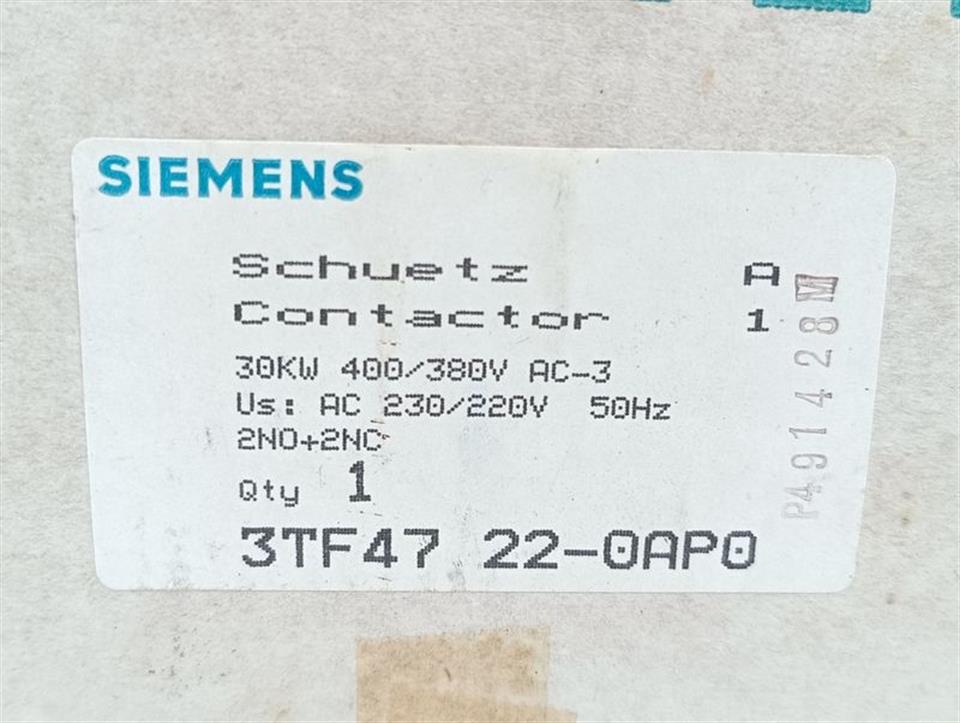 SIEMENS
Schuetz A
Contactor 1
30KW 400/380V AC-3
Us: AC 230/220V 50Hz
2NO+2NC
Qty 1
3TF47 22-0AP0
P491428M